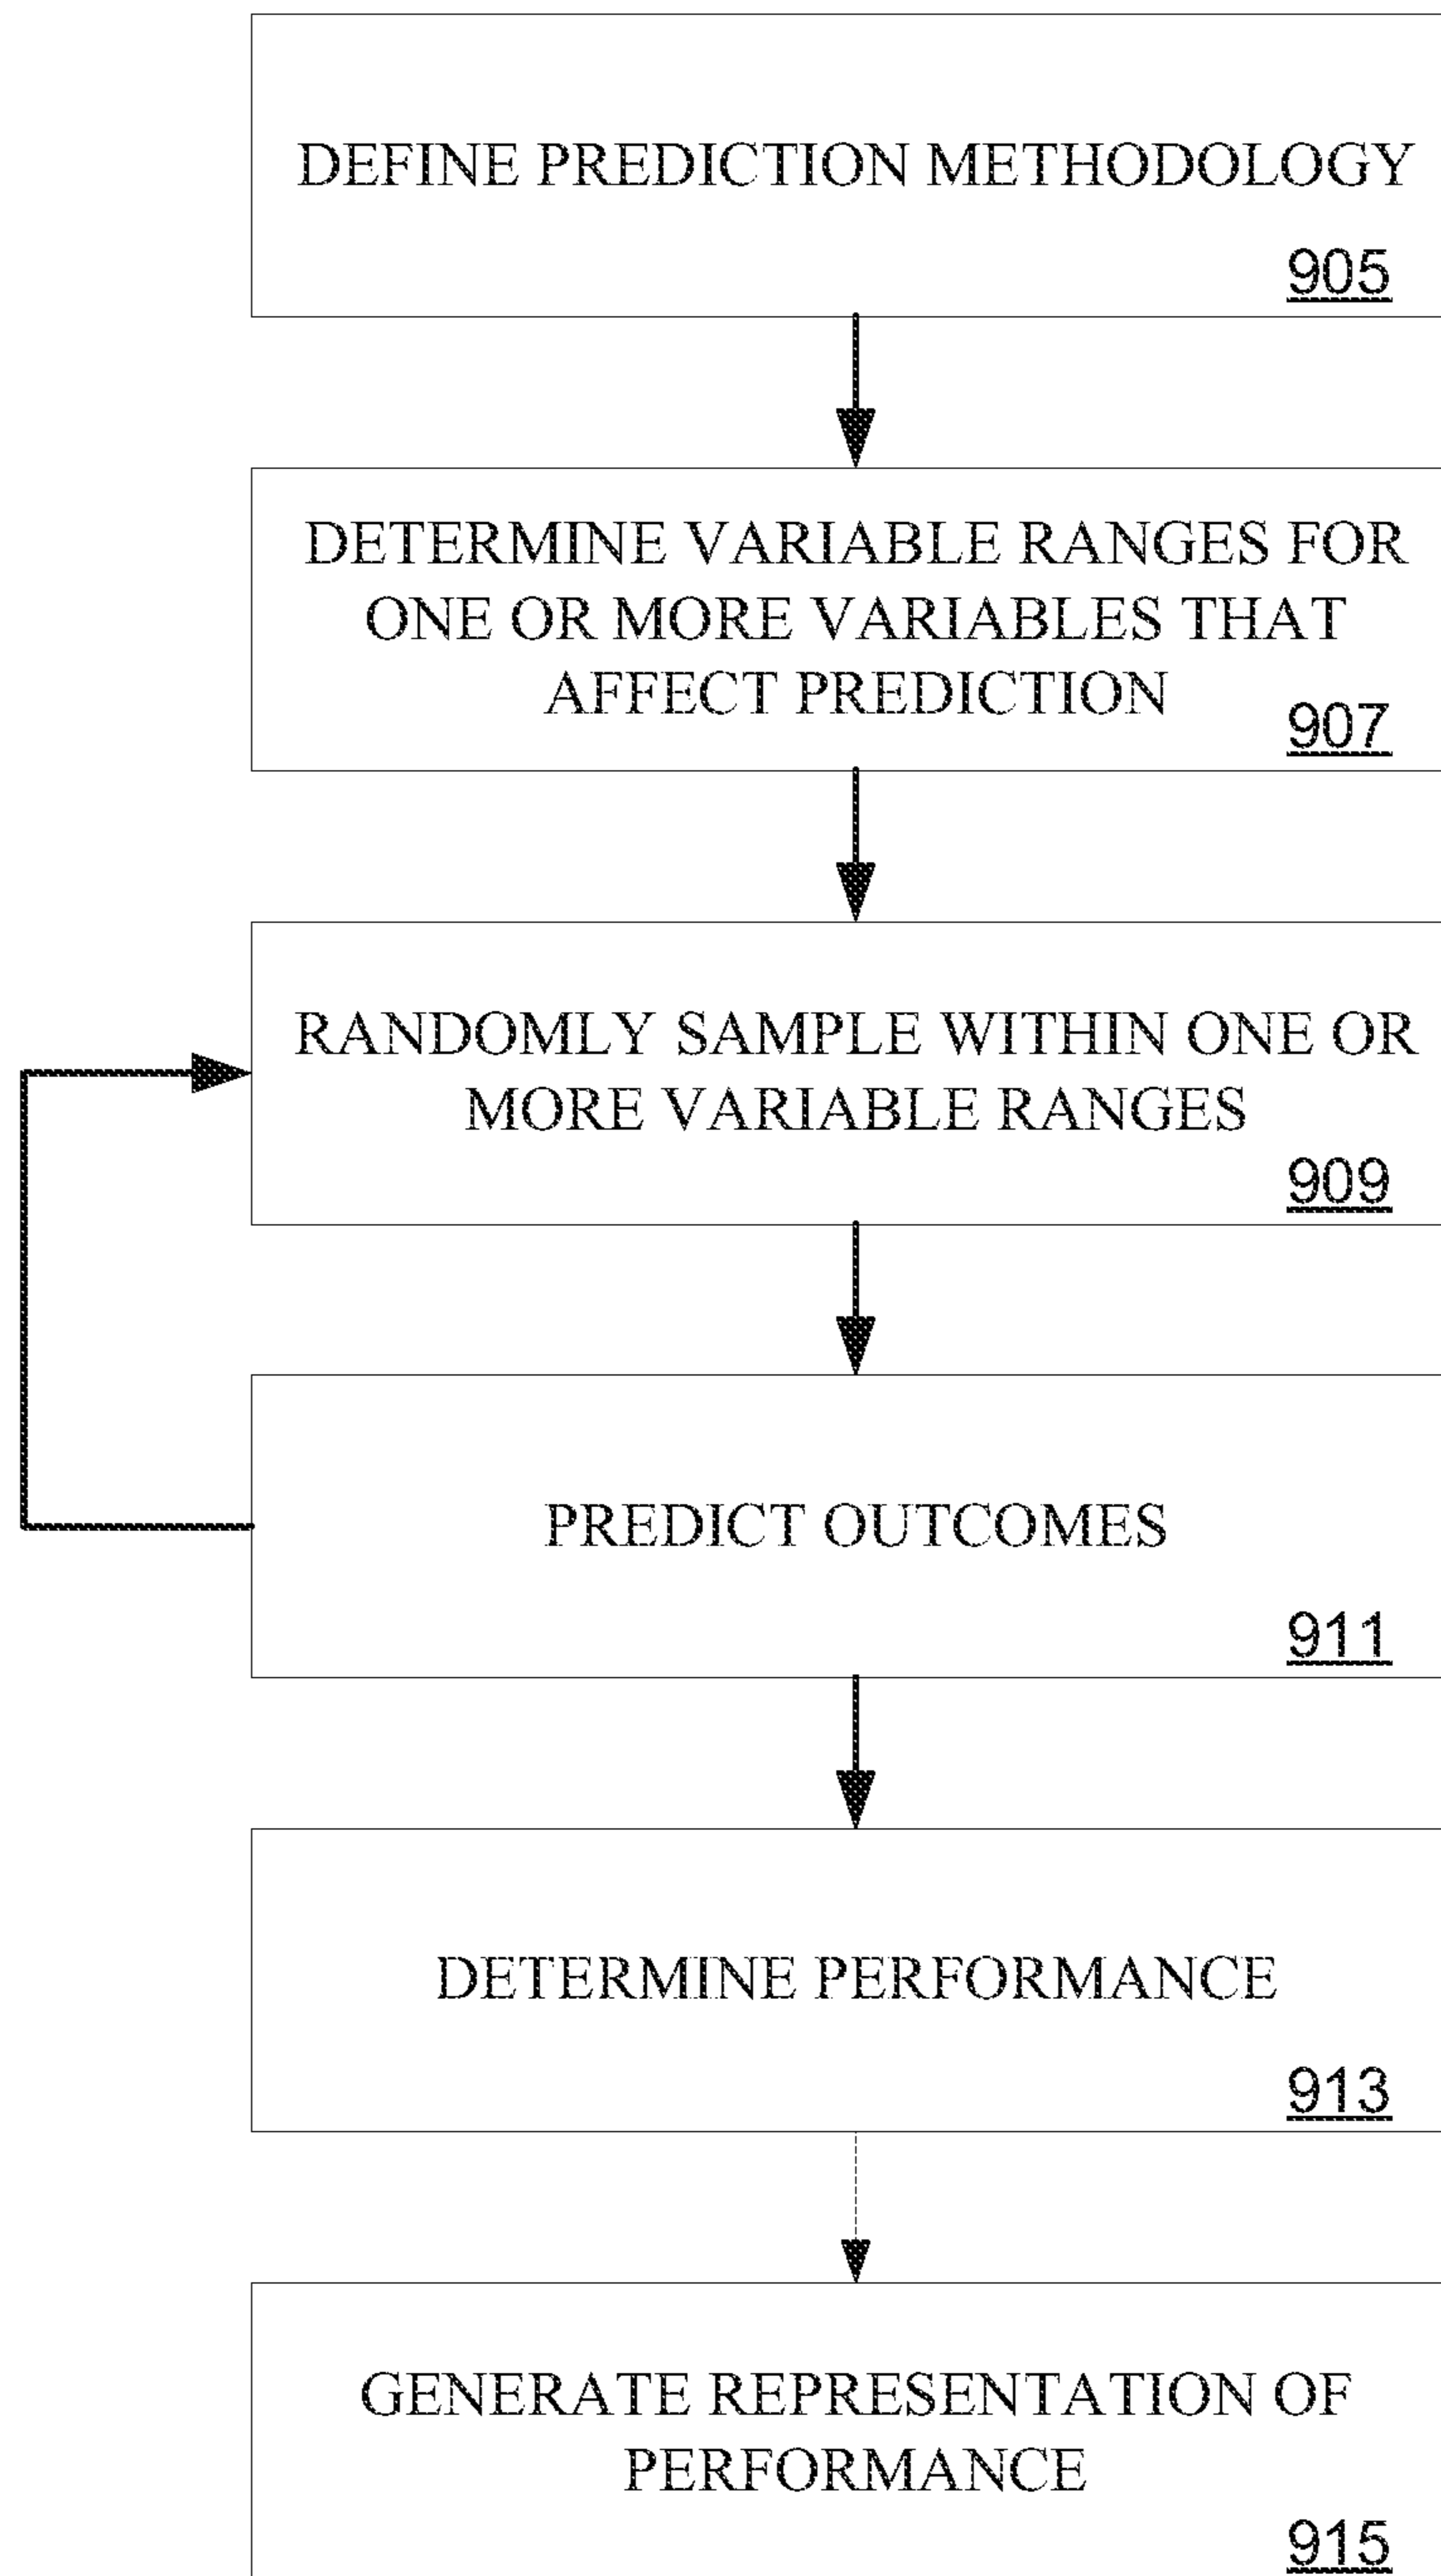 DEFINE PREDICTION METHODOLOGY
905
DETERMINE VARIABLE RANGES FOR
ONE OR MORE VARIABLES THAT
AFFECT PREDICTION
907
RANDOMLY SAMPLE WITHIN ONE OR
MORE VARIABLE RANGES
909
PREDICT OUTCOMES
911
DETERMINE PERFORMANCE
913
GENERATE REPRESENTATION OF
PERFORMANCE
915